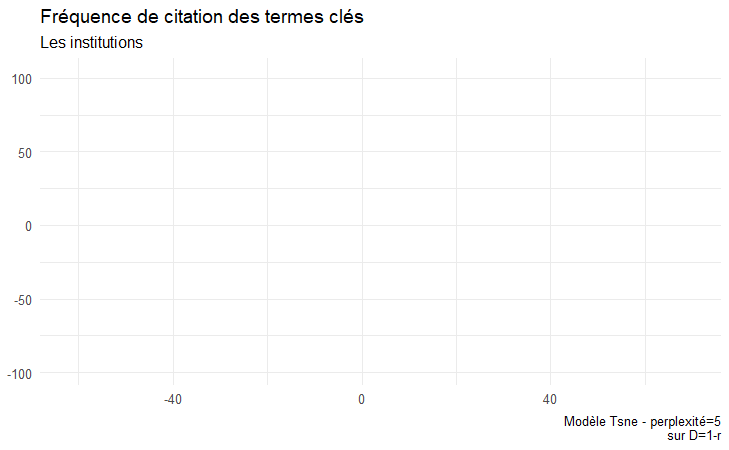 Fréquence de citation des termes clés
Les institutions
100
50
0
-50
-100
-40
0
40
Modèle Tsne - perplexité=5
sur D=1-r